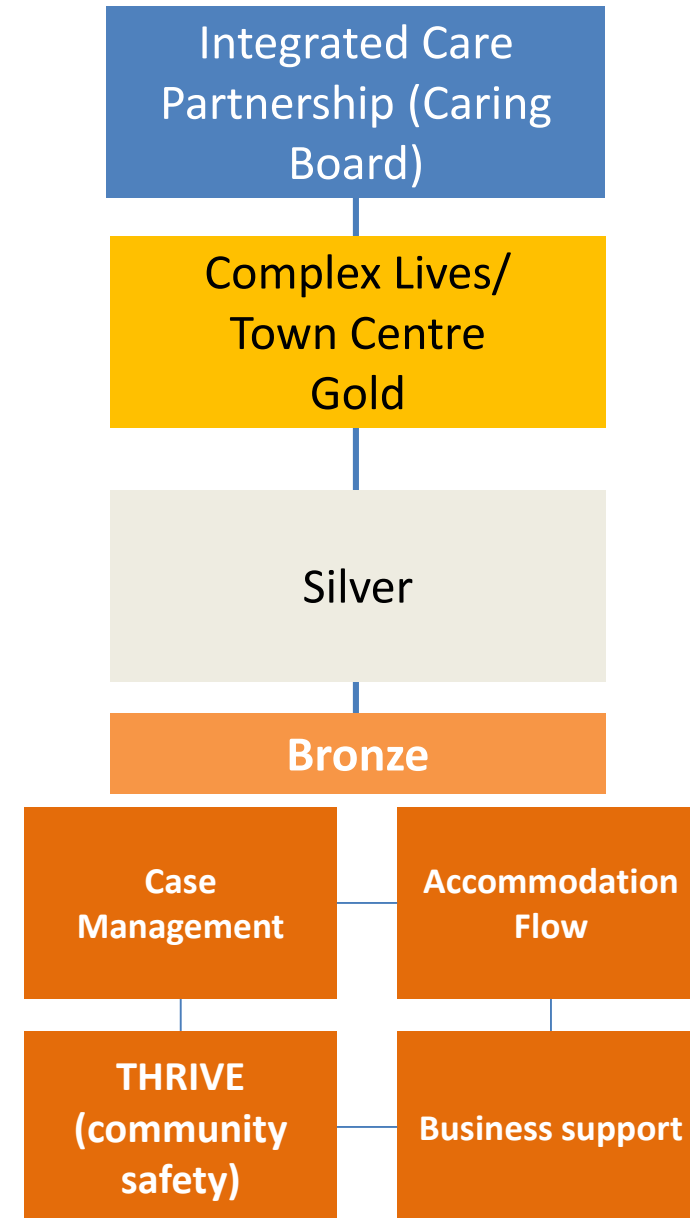 Integrated Care
Partnership (Caring
Board)
Complex Lives/
Town Centre
Gold
Silver
Bronze
Case
Management
Accommodation
Flow
THRIVE
(community
safety)
Business support